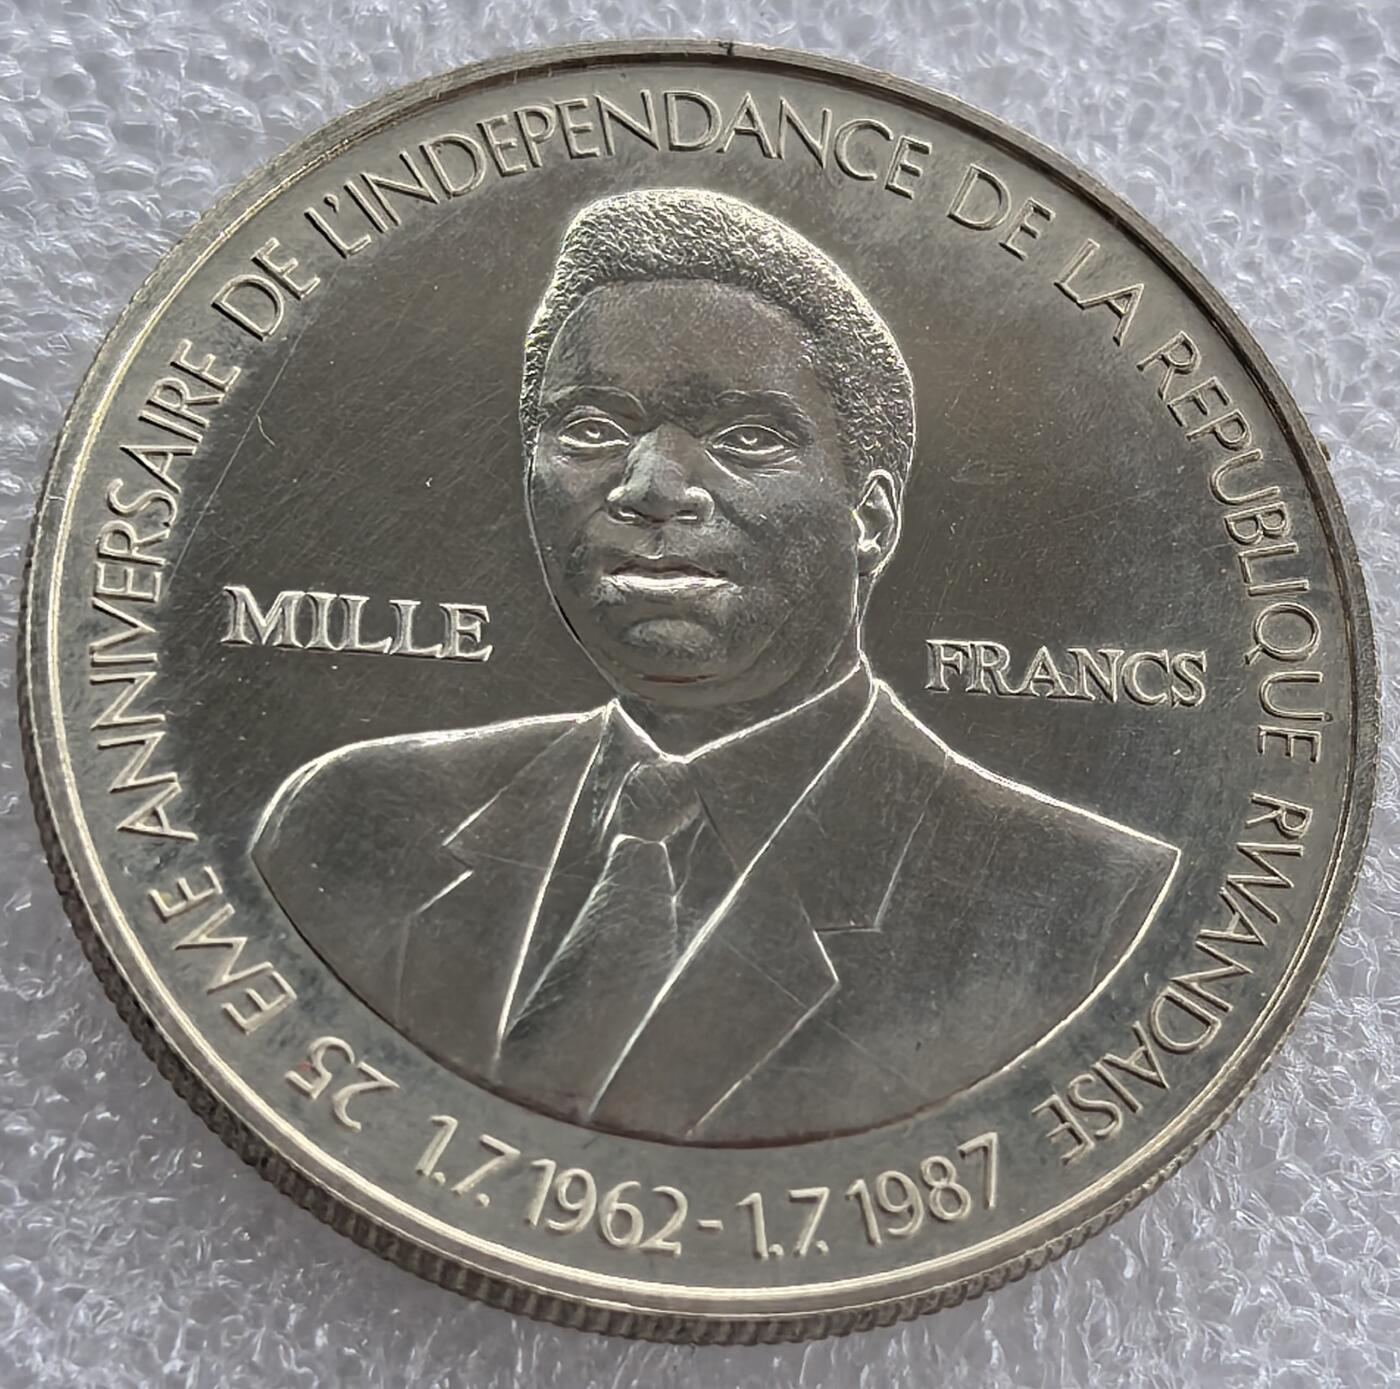 25 EME ANNIVERSAIRE DE L'INDEPENDANCE DE LA REPUBLIQUE RWANDAISE
MILLE FRANCS
1.7.1962-1.7.1987